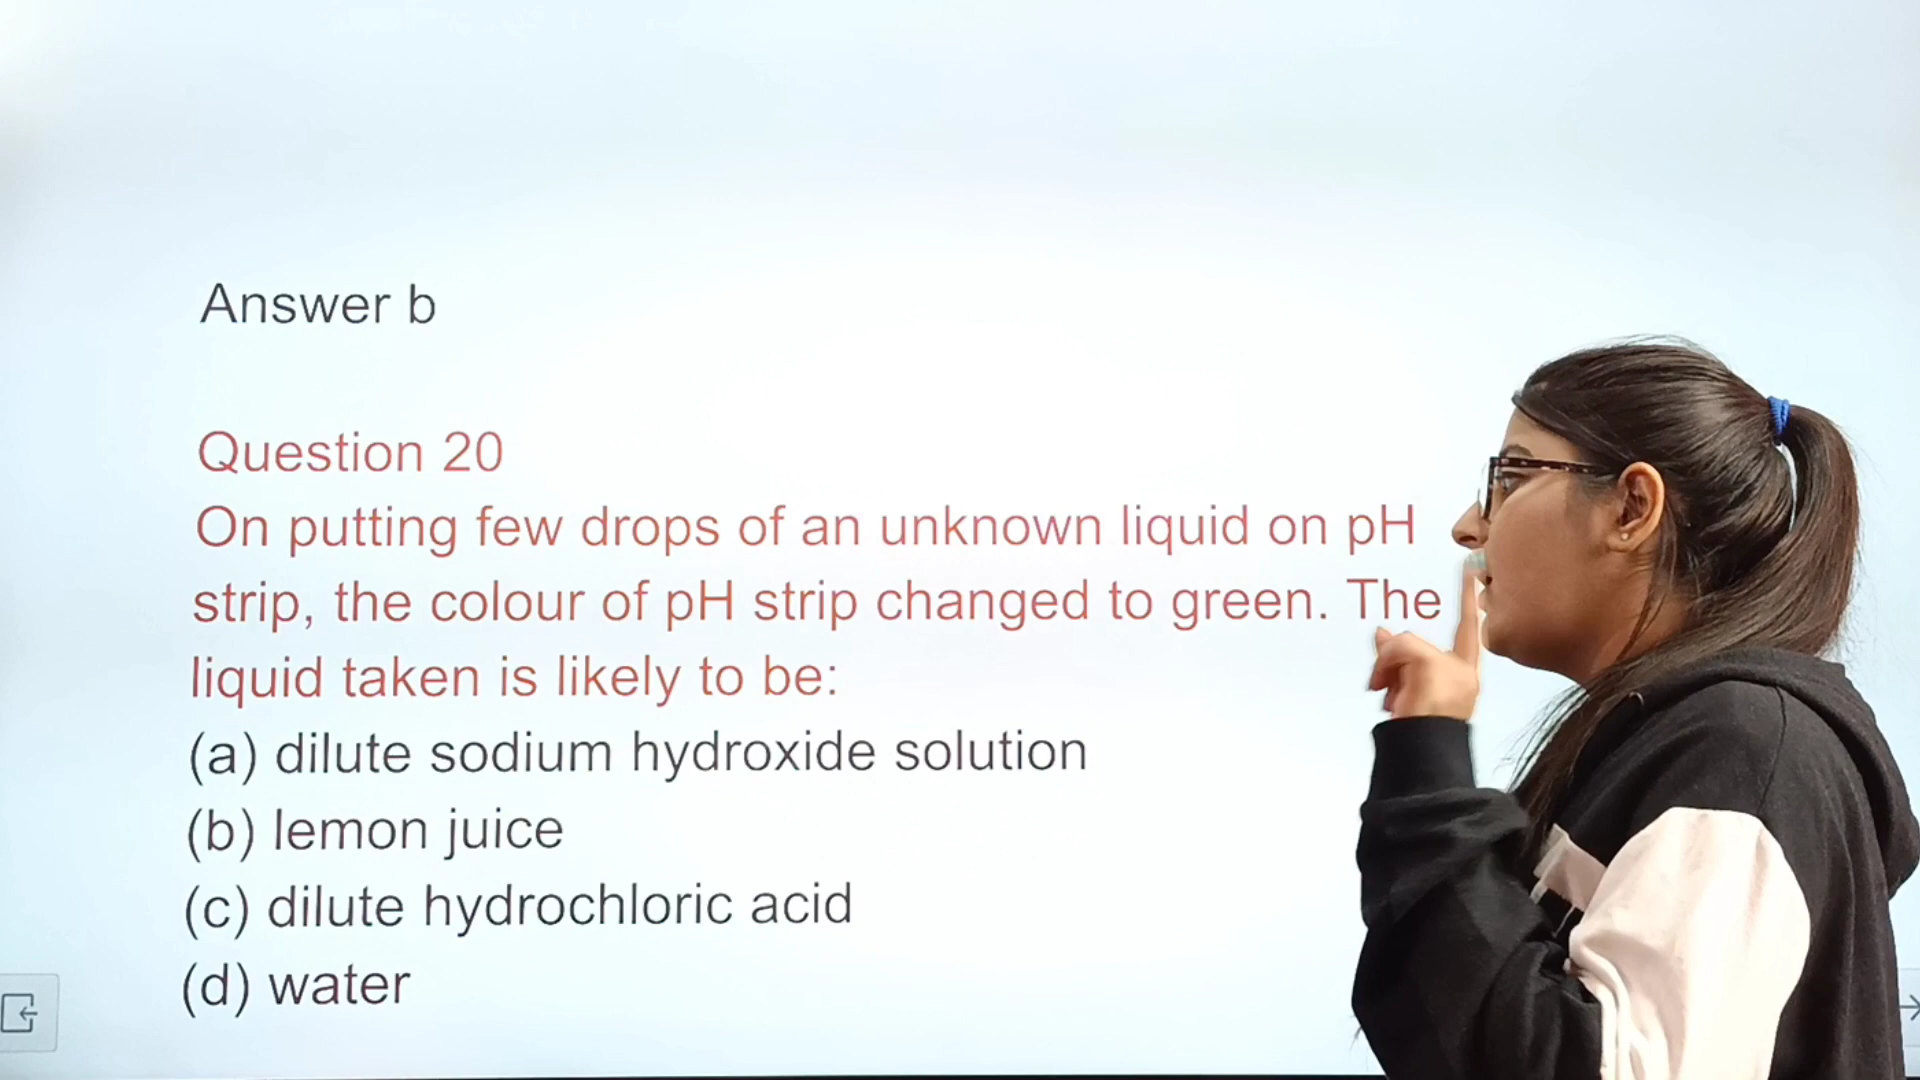 Answer b
Question 20
On putting few drops of an unknown liquid on pH
strip, the colour of pH strip changed to green. The
liquid taken is likely to be:
(a) dilute sodium hydroxide solution
(b) lemon juice
(c) dilute hydrochloric acid
(d) water